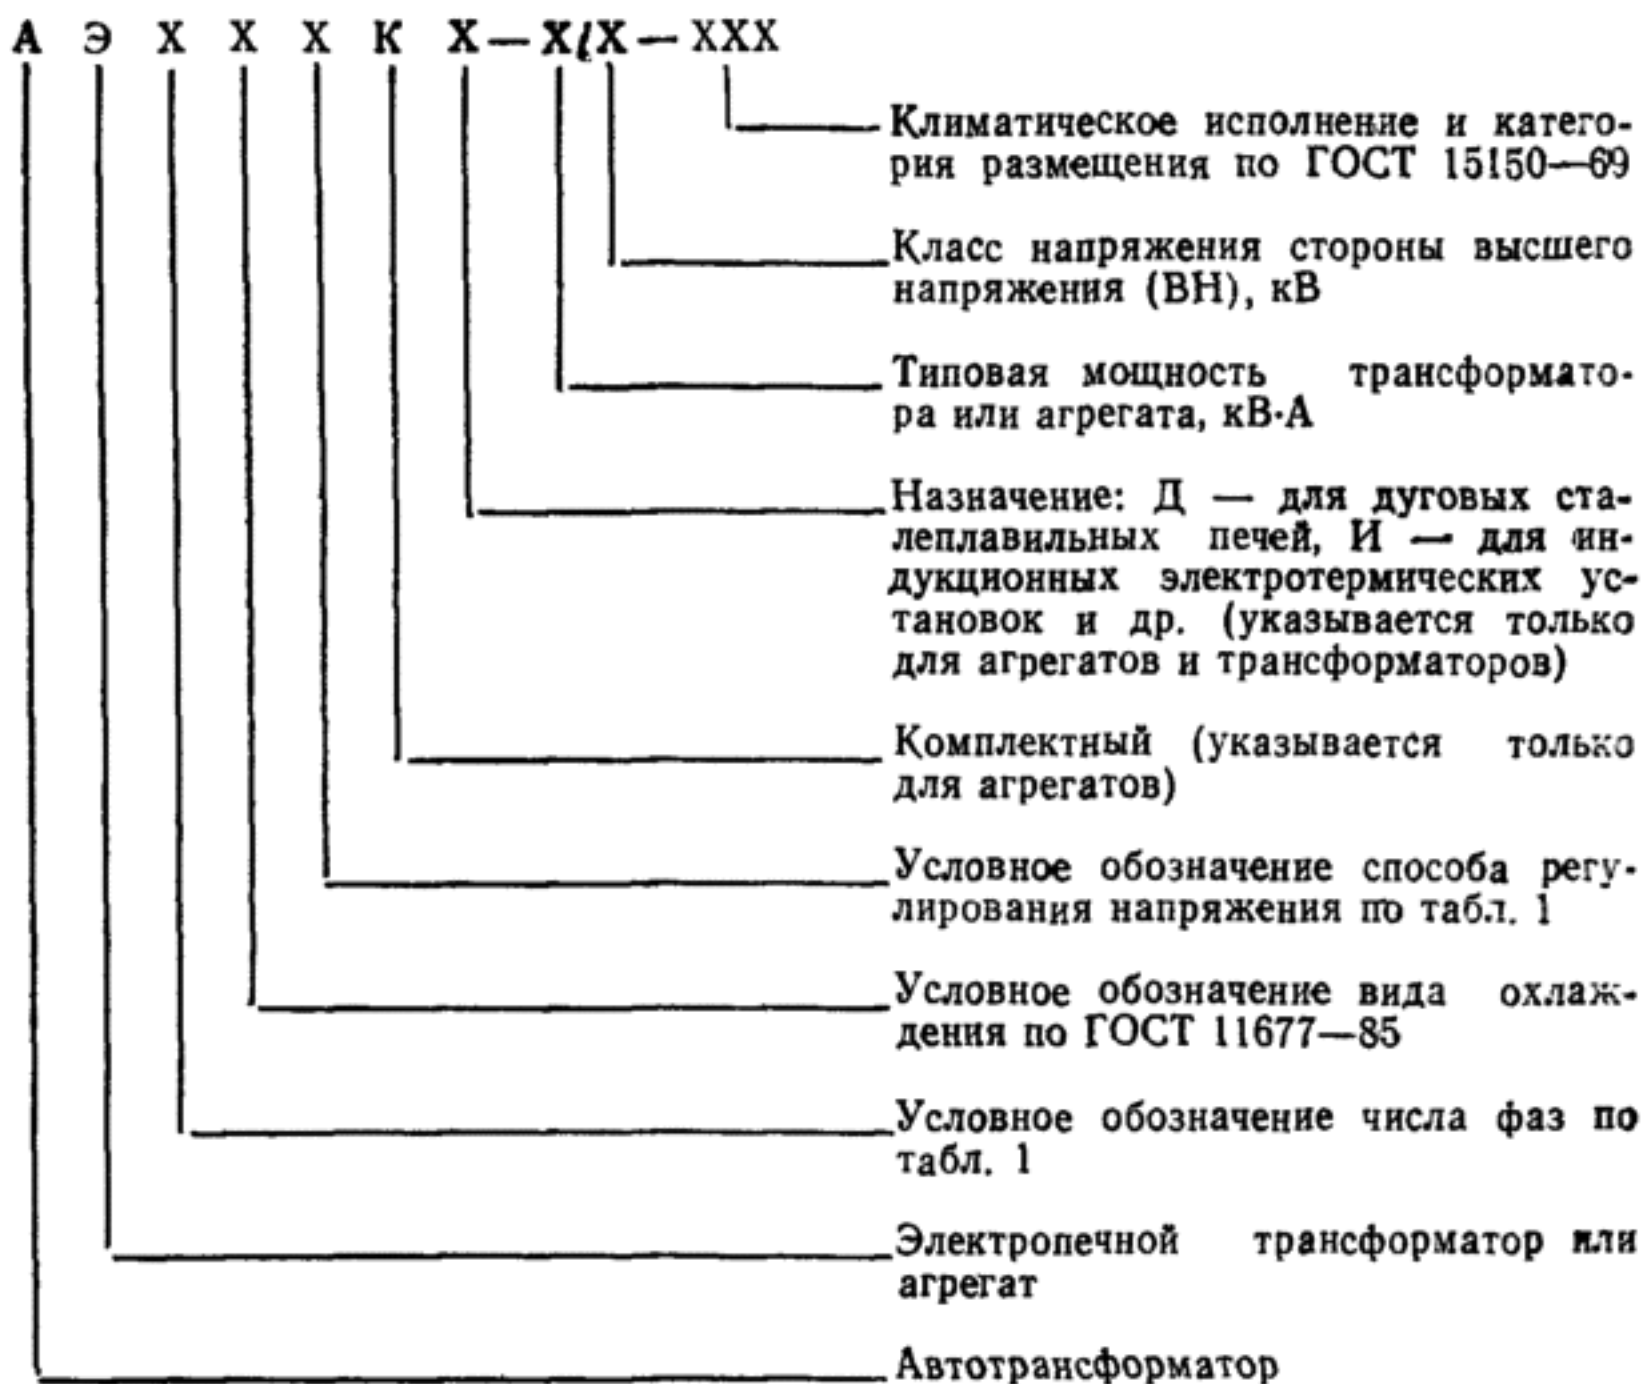 А Э Х Х Х К Х — Х/Х — ХХХ
Климатическое исполнение и катего-
рия размещения по ГОСТ 15150—69
Класс напряжения стороны высшего
напряжения (ВН), кВ
Типовая мощность трансформато-
ра или агрегата, кВ·А
Назначение: Д — для дуговых ста-
леплавильных печей, И — для ин-
дукционных электротермических ус-
тановок и др. (указывается только
для агрегатов и трансформаторов)
Комплектный (указывается только
для агрегатов)
Условное обозначение способа регу-
лирования напряжения по табл. 1
Условное обозначение вида охлаж-
дения по ГОСТ 11677—85
Условное обозначение числа фаз по
табл. 1
Электропечной трансформатор или
агрегат
Автотрансформатор